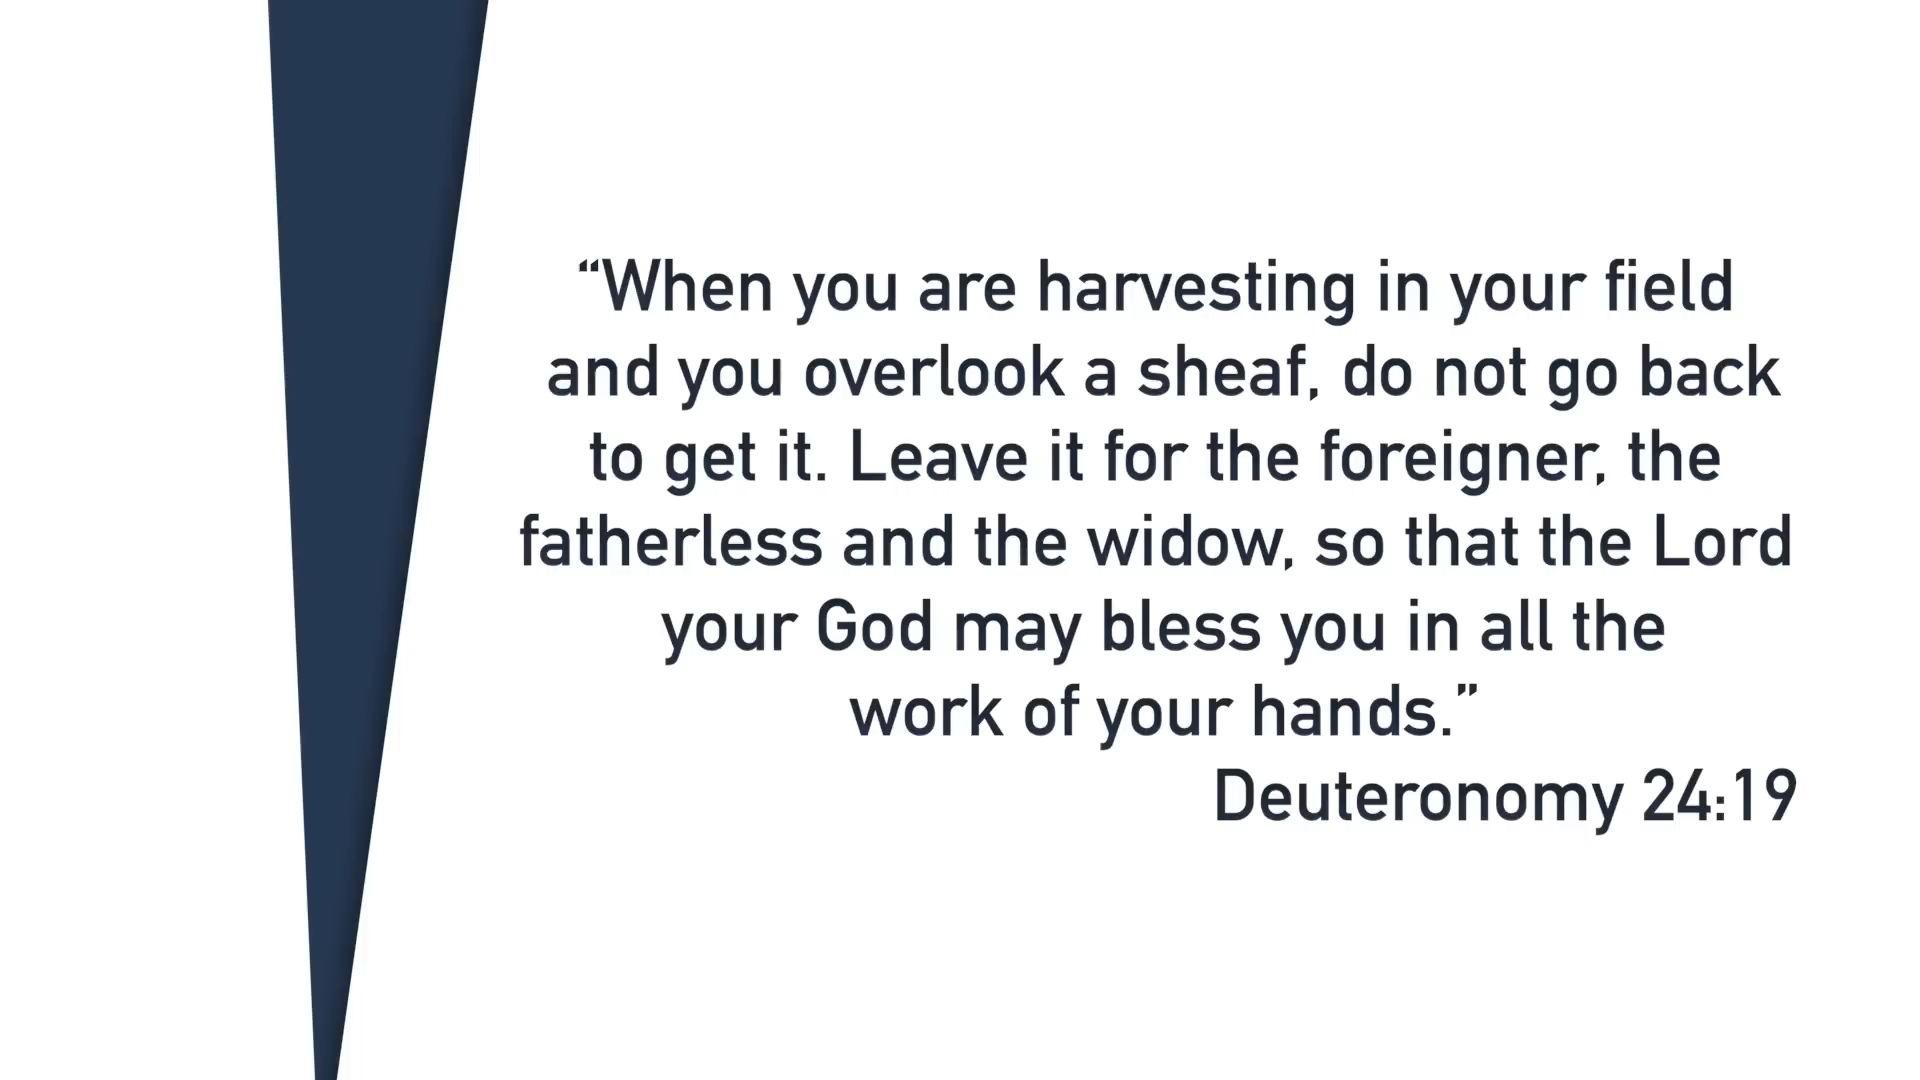 “When you are harvesting in your field
and you overlook a sheaf, do not go back
to get it. Leave it for the foreigner, the
fatherless and the widow, so that the Lord
your God may bless you in all the
work of your hands.”
Deuteronomy 24:19